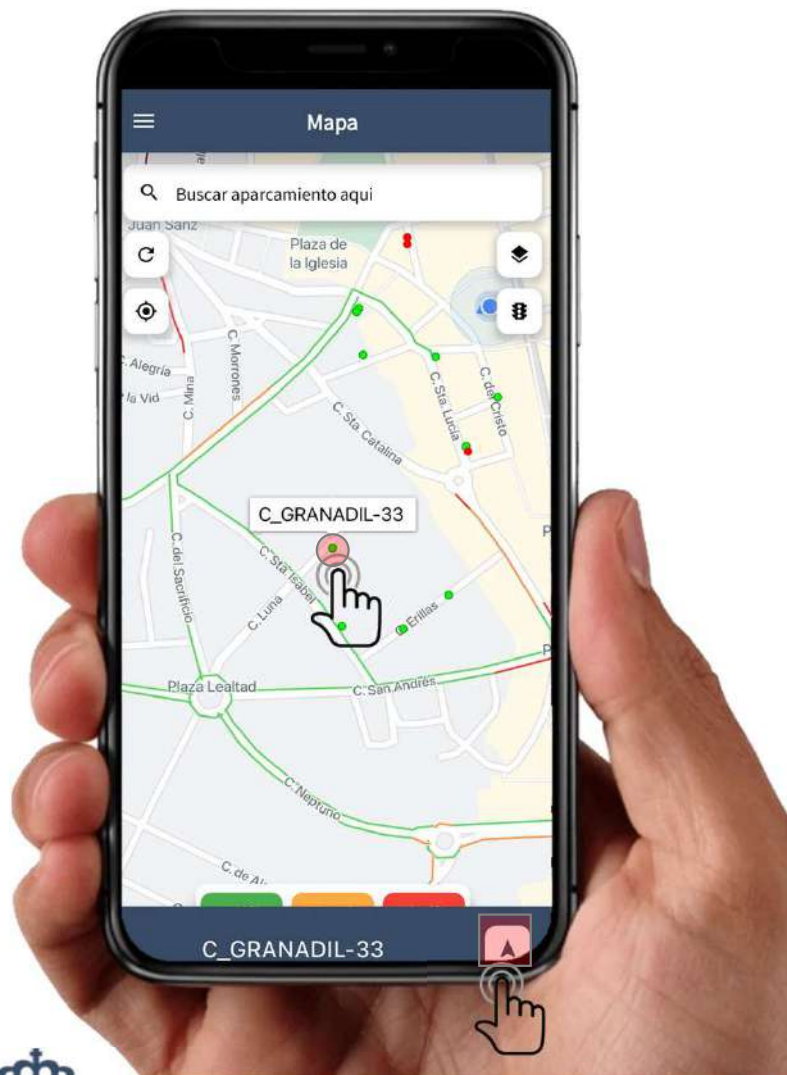 Mapa
Buscar aparcamiento aqui
Juan Sanz
Plaza de
la Iglesia
C. Alegría
la Vid
C. Mina
C. Morrones
C. Sta. Catalina
C. Sta. Lucía
C. del Cristo
C_GRANADIL-33
C. del Sacrificio
C. Sta Isabel
C. Luna
C. Erillas
Plaza Lealtad
C. San Andrés
C. Neptuno
C. de
C_GRANADIL-33